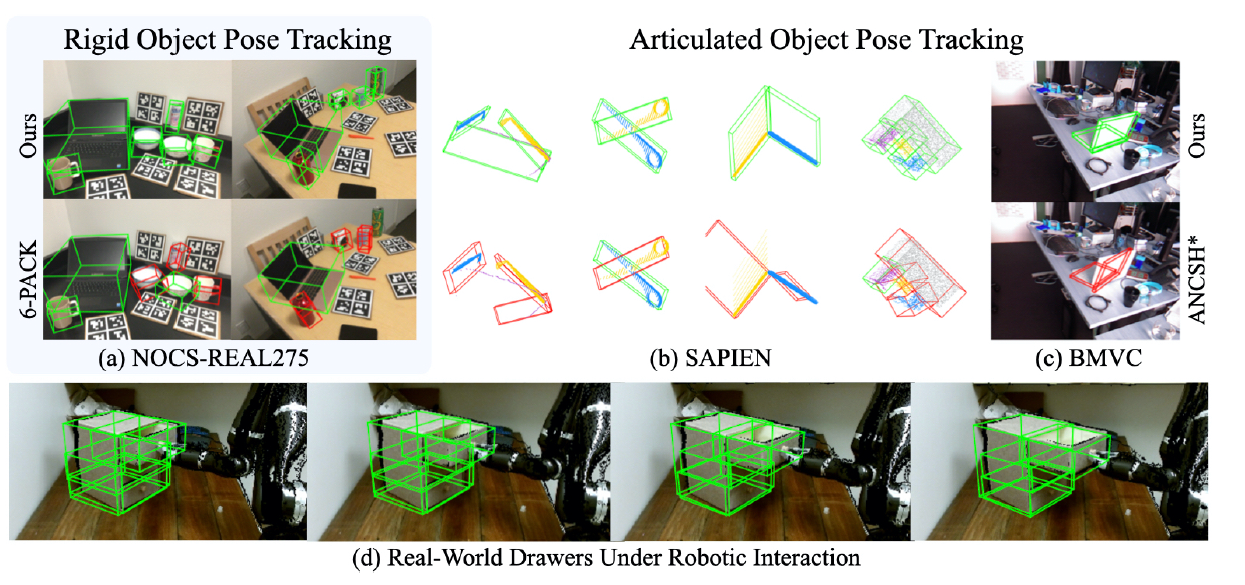 Rigid Object Pose Tracking
Articulated Object Pose Tracking
Ours
Ours
6-PACK
ANCSH*
(a) NOCS-REAL275
(b) SAPIEN
(c) BMVC
(d) Real-World Drawers Under Robotic Interaction